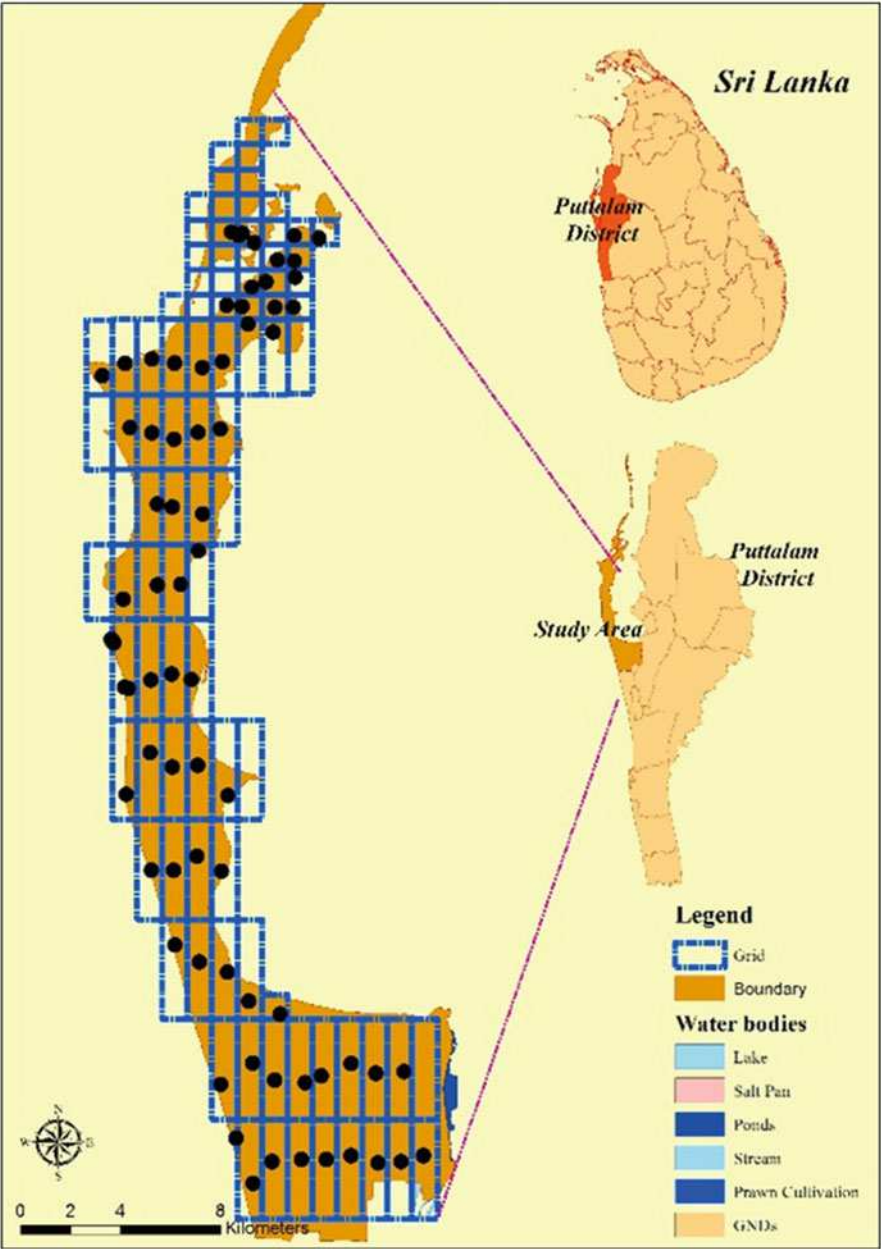 Sri Lanka
Puttalam
District
Puttalam
District
Study Area
Legend
Grid
Boundary
Water bodies
Lake
Salt Pan
Ponds
Stream
Prawn Cultivation
GNDs
N
W E
S
0 2 4 8
Kilometers